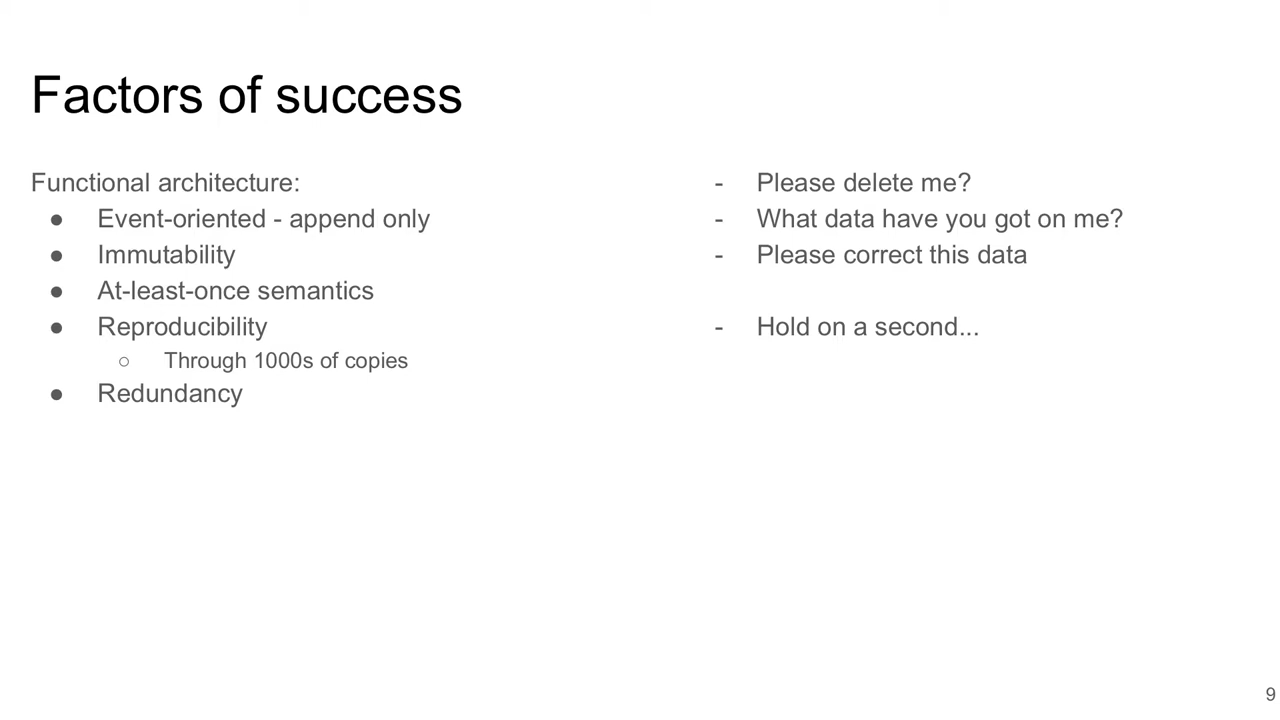 Factors of success
Functional architecture:
● Event-oriented - append only
● Immutability
● At-least-once semantics
● Reproducibility
○ Through 1000s of copies
● Redundancy
- Please delete me?
- What data have you got on me?
- Please correct this data
- Hold on a second...
9